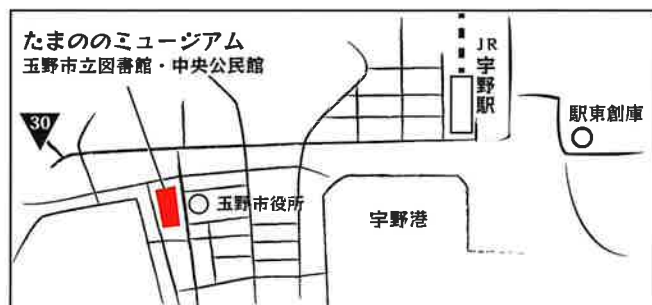 たまののミュージアム
玉野市立図書館・中央公民館
30
JR
宇野駅
駅東創庫
玉野市役所
宇野港